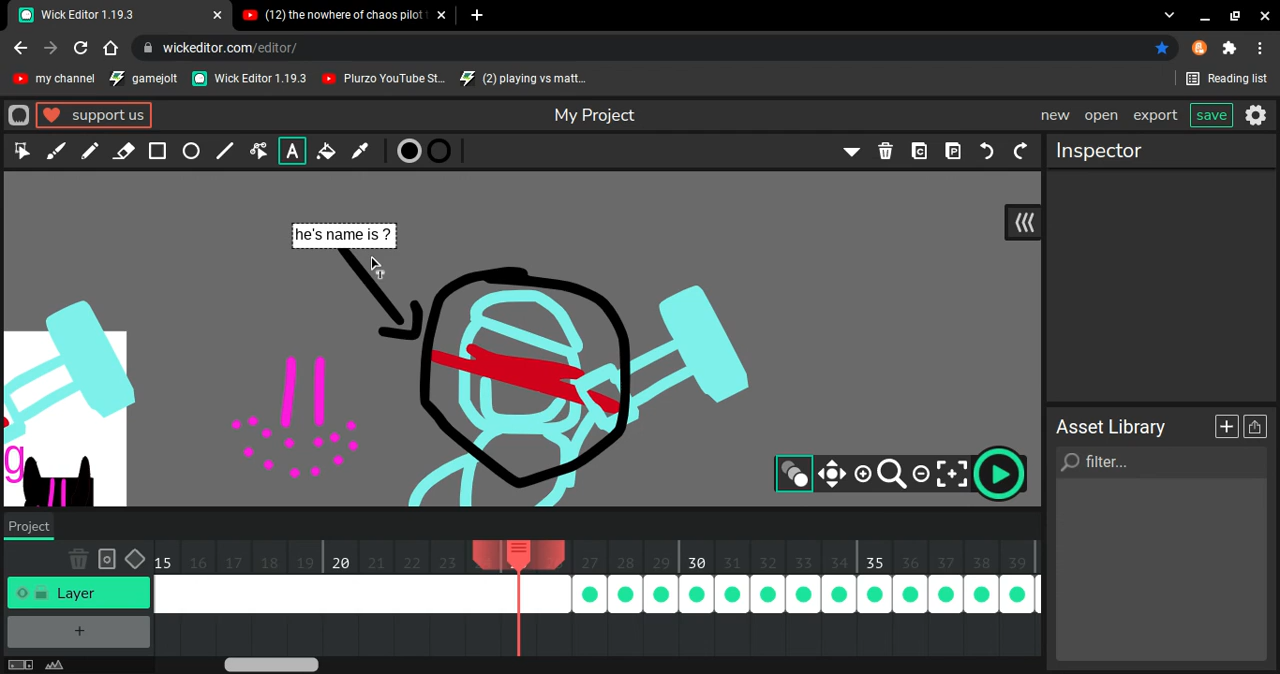 Wick Editor 1.19.3
(12) the nowhere of chaos pilot
wickeditor.com/editor/
my channel
gamejolt
Wick Editor 1.19.3
Plurzo YouTube St...
(2) playing vs matt...
Reading list
support us
My Project
new
open
export
save
A
C
P
Inspector
he's name is ?
g
Asset Library
filter...
Project
15 16 17 18 19 20 21 22 23 27 28 29 30 31 32 33 34 35 36 37 38 39
Layer